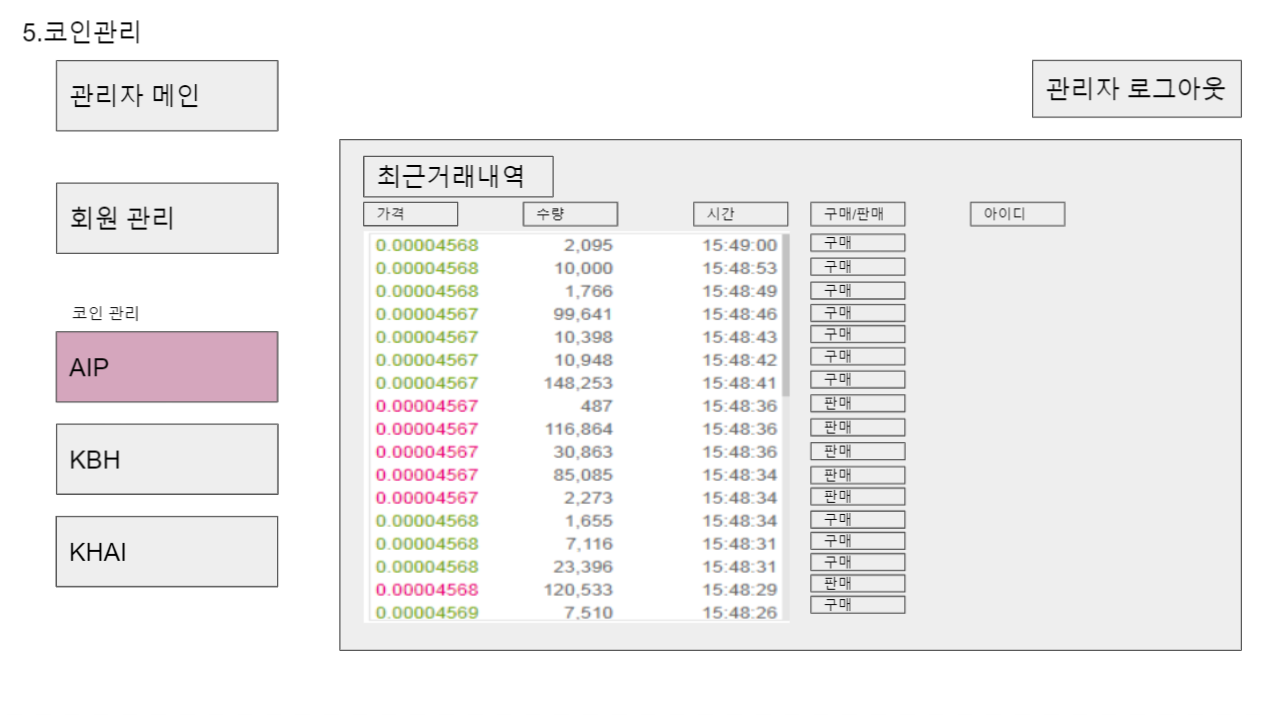 5.코인관리
관리자 메인
관리자 로그아웃
회원 관리
코인 관리
AIP
KBH
KHAI
최근거래내역
가격 수량 시간 구매/판매 아이디
0.00004568 2,095 15:49:00 구매
0.00004568 10,000 15:48:53 구매
0.00004568 1,766 15:48:49 구매
0.00004567 99,641 15:48:46 구매
0.00004567 10,398 15:48:43 구매
0.00004567 10,948 15:48:42 구매
0.00004567 148,253 15:48:41 구매
0.00004567 487 15:48:36 판매
0.00004567 116,864 15:48:36 판매
0.00004567 30,863 15:48:36 판매
0.00004567 85,085 15:48:34 판매
0.00004567 2,273 15:48:34 판매
0.00004568 1,655 15:48:34 구매
0.00004568 7,116 15:48:31 구매
0.00004568 23,396 15:48:31 구매
0.00004568 120,533 15:48:29 판매
0.00004569 7,510 15:48:26 구매